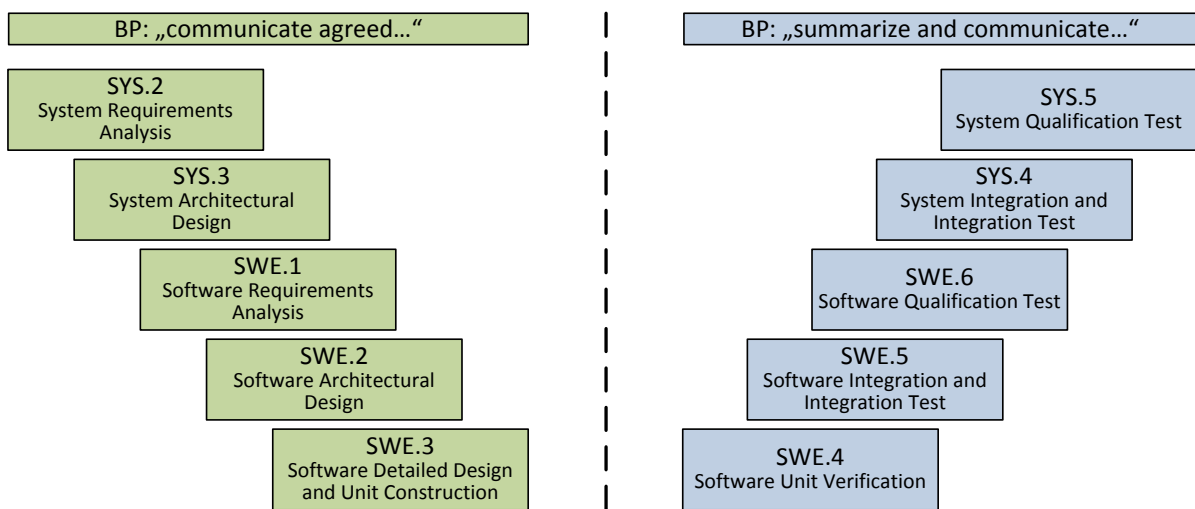 BP: „communicate agreed...“
SYS.2
System Requirements
Analysis
SYS.3
System Architectural
Design
SWE.1
Software Requirements
Analysis
SWE.2
Software Architectural
Design
SWE.3
Software Detailed Design
and Unit Construction
BP: „summarize and communicate...“
SYS.5
System Qualification Test
SYS.4
System Integration and
Integration Test
SWE.6
Software Qualification Test
SWE.5
Software Integration and
Integration Test
SWE.4
Software Unit Verification